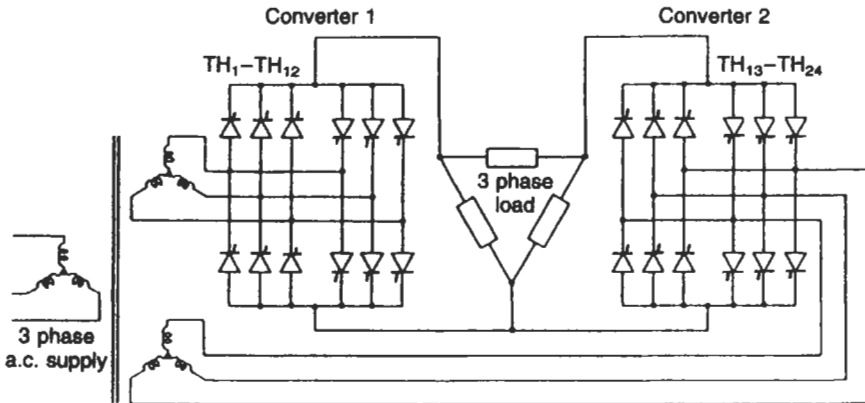 Converter 1
Converter 2
TH₁–TH₁₂
TH₁₃–TH₂₄
3 phase
load
3 phase
a.c. supply